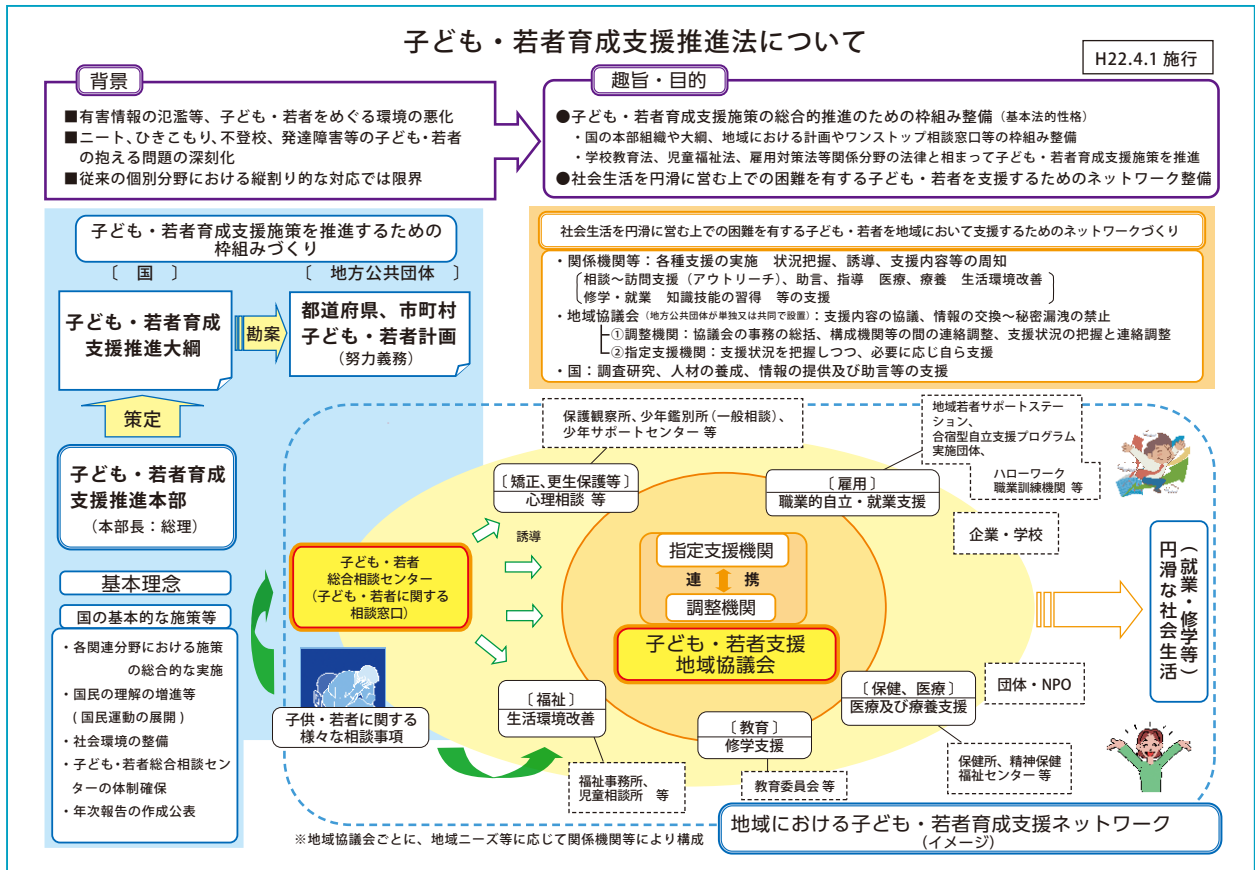 子ども・若者育成支援推進法について
H22.4.1 施行
背景
■有害情報の氾濫等、子ども・若者をめぐる環境の悪化
■ニート、ひきこもり、不登校、発達障害等の子ども・若者
の抱える問題の深刻化
■従来の個別分野における縦割り的な対応では限界
趣旨・目的
●子ども・若者育成支援施策の総合的推進のための枠組み整備（基本法的性格）
・国の本部組織や大綱、地域における計画やワンストップ相談窓口等の枠組み整備
・学校教育法、児童福祉法、雇用対策法等関係分野の法律と相まって子ども・若者育成支援施策を推進
●社会生活を円滑に営む上での困難を有する子ども・若者を支援するためのネットワーク整備
子ども・若者育成支援施策を推進するための
枠組みづくり
〔　国　〕
〔　地方公共団体　〕
子ども・若者育成
支援推進大綱
勘案
都道府県、市町村
子ども・若者計画
（努力義務）
策定
子ども・若者育成
支援推進本部
（本部長：総理）
基本理念
国の基本的な施策等
・各関連分野における施策
の総合的な実施
・国民の理解の増進等
( 国民運動の展開 )
・社会環境の整備
・子ども・若者総合相談セン
ターの体制確保
・年次報告の作成公表
社会生活を円滑に営む上での困難を有する子ども・若者を地域において支援するためのネットワークづくり
・関係機関等：各種支援の実施　状況把握、誘導、支援内容等の周知
相談～訪問支援（アウトリーチ）、助言、指導　医療、療養　生活環境改善
修学・就業　知識技能の習得　等の支援
・地域協議会（地方公共団体が単独又は共同で設置）：支援内容の協議、情報の交換～秘密漏洩の禁止
①調整機関：協議会の事務の総括、構成機関等の間の連絡調整、支援状況の把握と連絡調整
②指定支援機関：支援状況を把握しつつ、必要に応じ自ら支援
・国：調査研究、人材の養成、情報の提供及び助言等の支援
保護観察所、少年鑑別所（一般相談）、
少年サポートセンター 等
地域若者サポートステー
ション、
合宿型自立支援プログラム
実施団体、
ハローワーク
職業訓練機関 等
〔 矯正、更生保護等 〕
心理相談 等
〔 雇用 〕
職業的自立・就業支援
企業・学校
誘導
子ども・若者
総合相談センター
（子ども・若者に関する
相談窓口）
指定支援機関
連　携
調整機関
子ども・若者支援
地域協議会
円滑な社会生活
（就業・修学等）
子供・若者に関する
様々な相談事項
〔 福祉 〕
生活環境改善
〔 教育 〕
修学支援
〔 保健、医療 〕
医療及び療養支援
団体・NPO
福祉事務所、
児童相談所　等
教育委員会 等
保健所、精神保健
福祉センター 等
※地域協議会ごとに、地域ニーズ等に応じて関係機関等により構成
地域における子ども・若者育成支援ネットワーク
（イメージ）